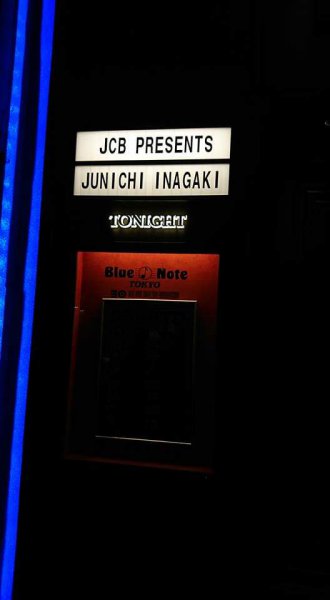 JCB PRESENTS
JUNICHI INAGAKI
TONIGHT
Blue Note
TOKYO